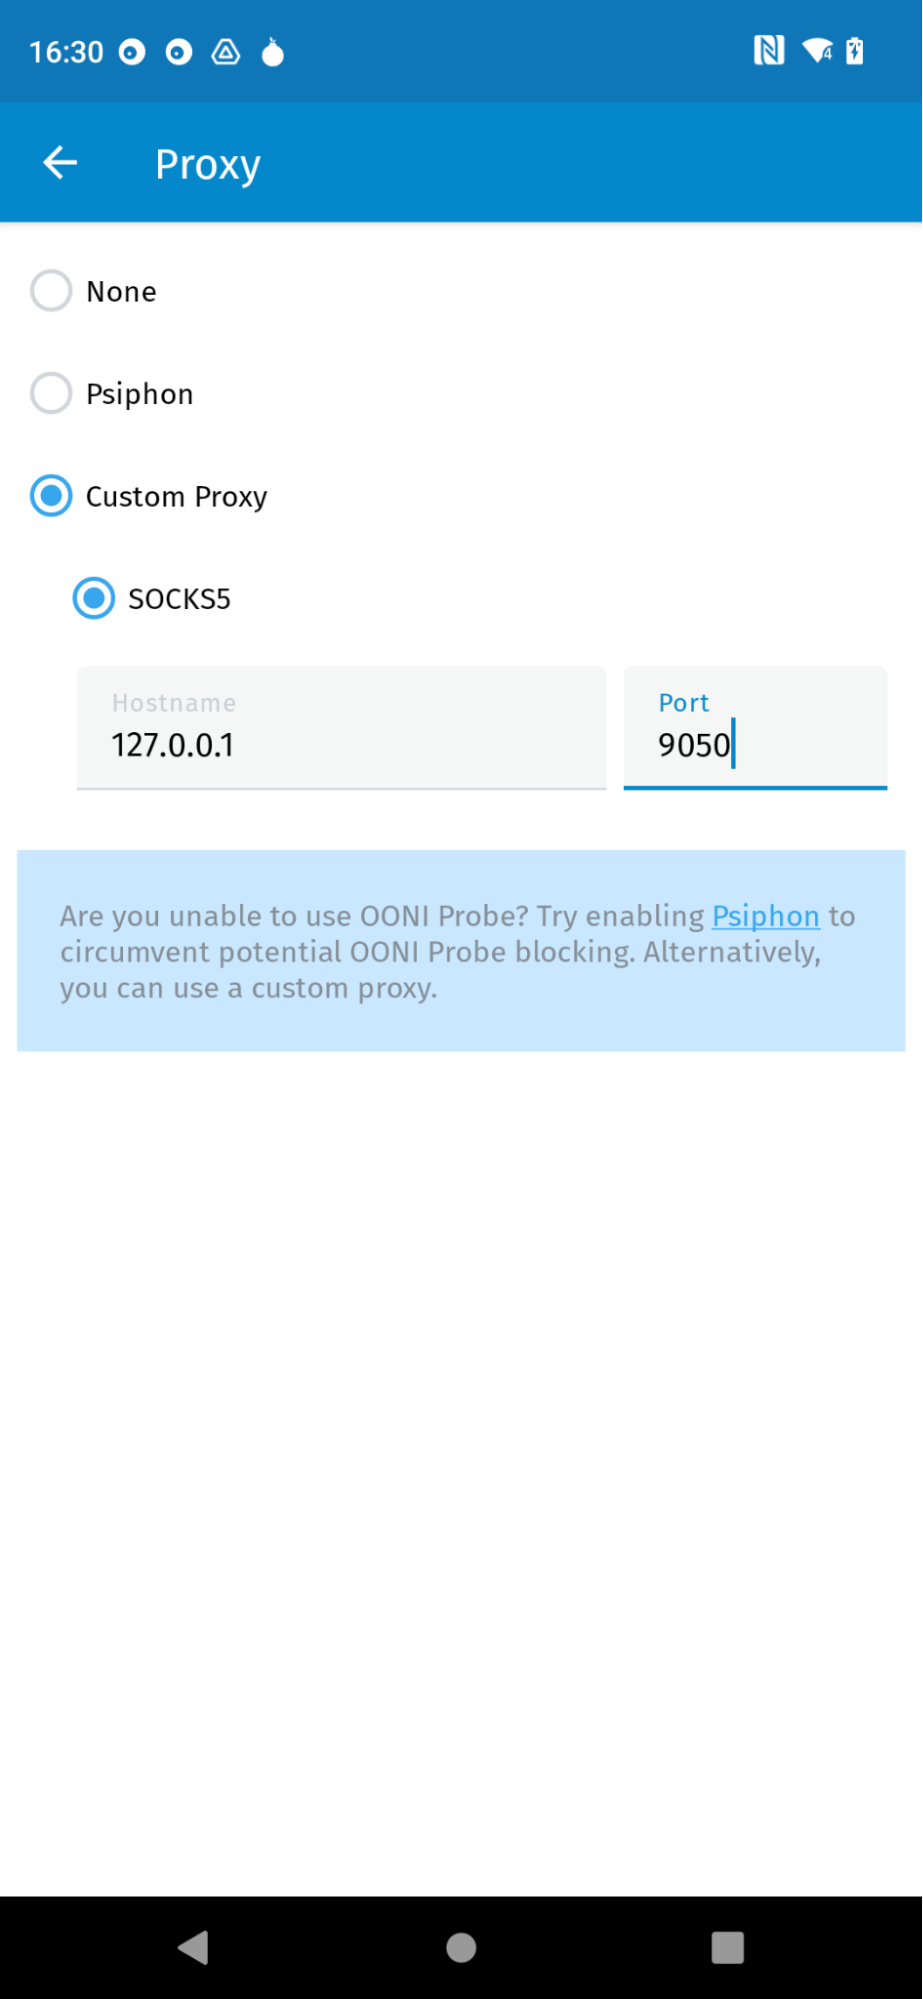 16:30
Proxy
None
Psiphon
Custom Proxy
SOCKS5
Hostname
127.0.0.1
Port
9050
Are you unable to use OONI Probe? Try enabling Psiphon to
circumvent potential OONI Probe blocking. Alternatively,
you can use a custom proxy.